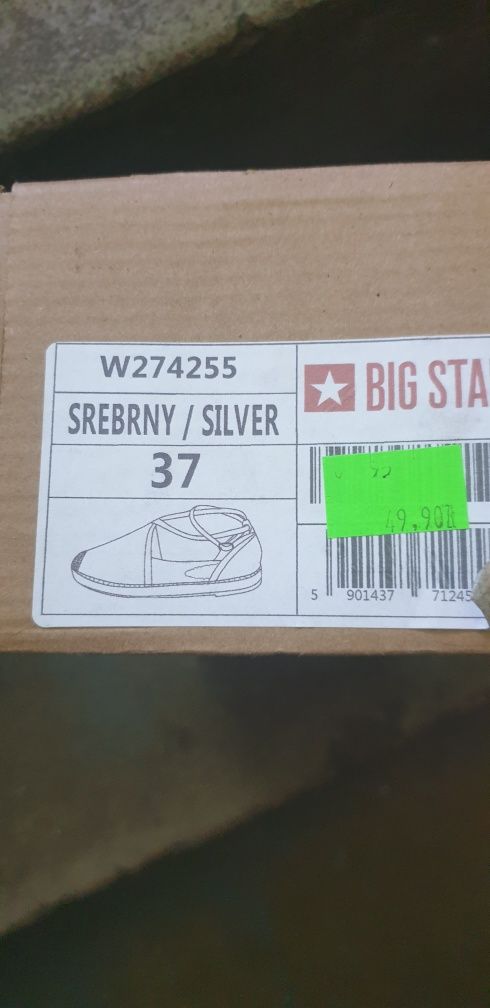 W274255
SREBRNY / SILVER
37
BIG STA
49,90zł
5 901437 71245